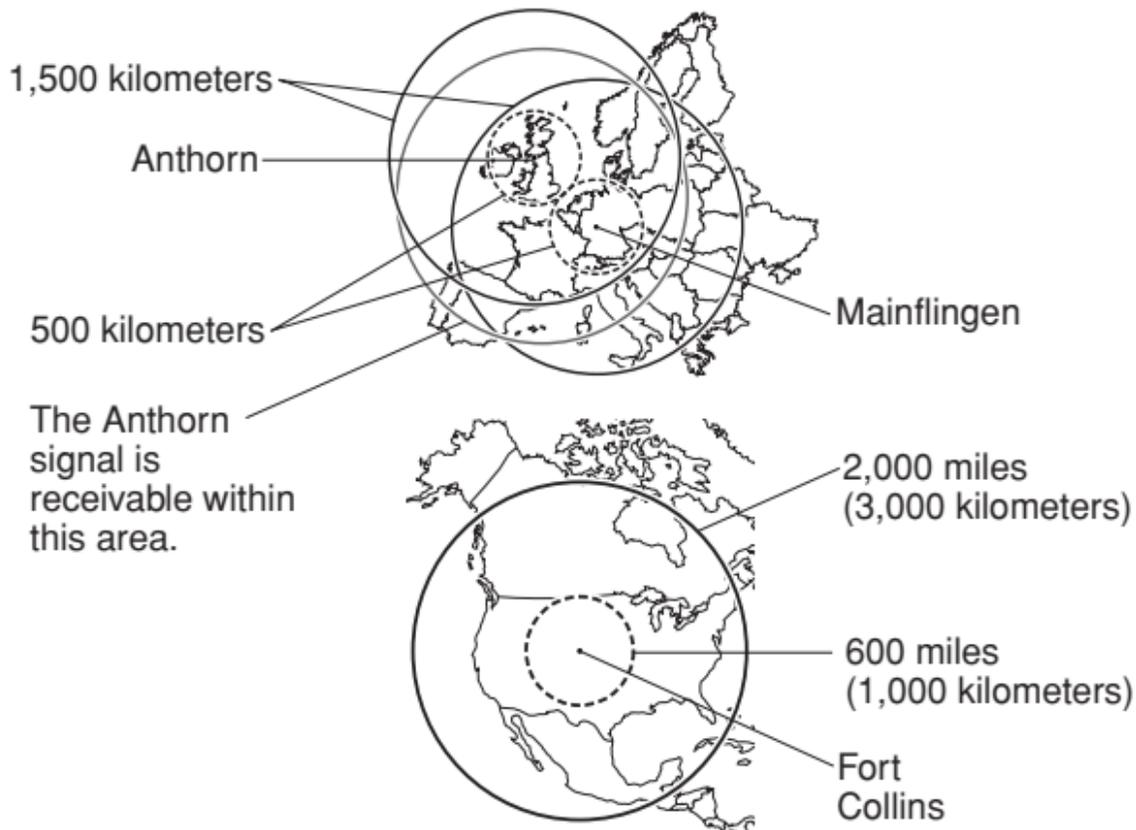 1,500 kilometers
Anthorn
500 kilometers
Mainflingen
The Anthorn
signal is
receivable within
this area.
2,000 miles
(3,000 kilometers)
600 miles
(1,000 kilometers)
Fort
Collins